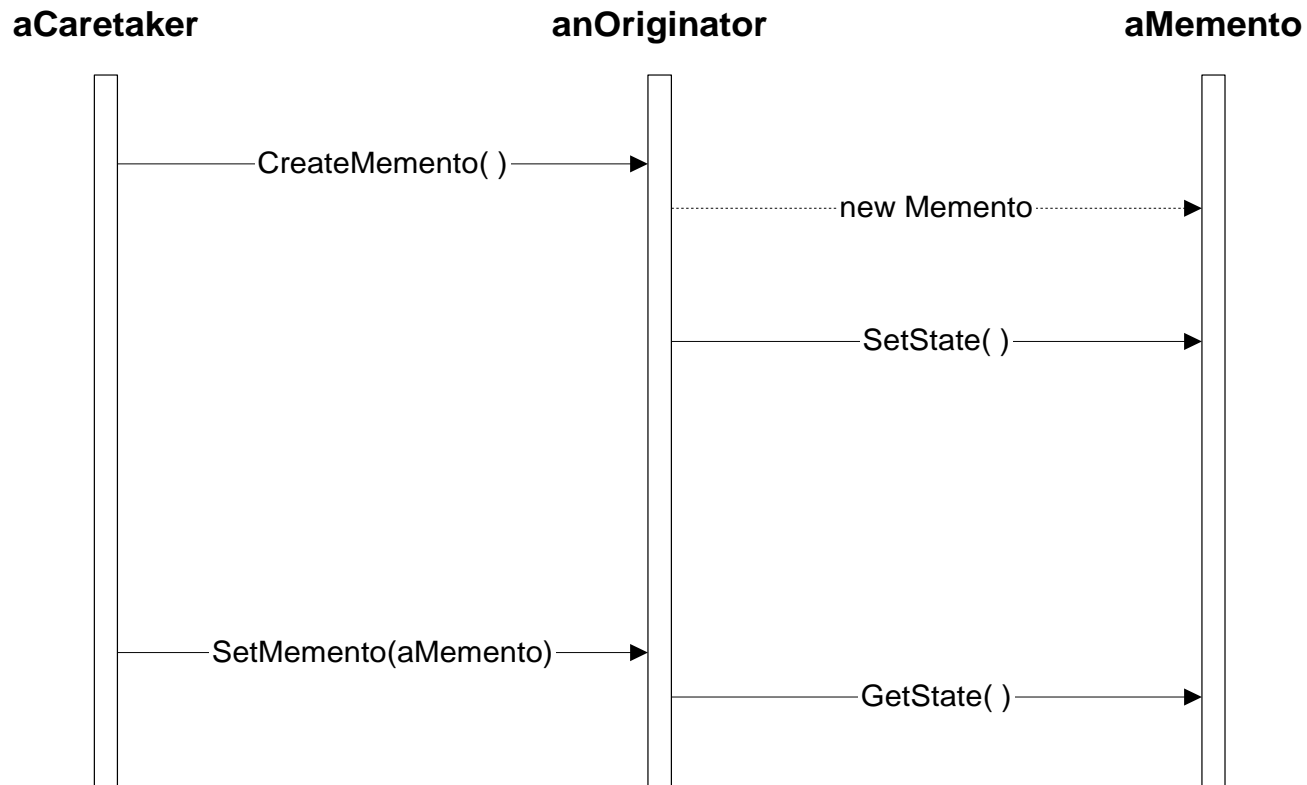 aCaretaker anOriginator aMemento
CreateMemento( )
new Memento
SetState( )
SetMemento(aMemento)
GetState( )